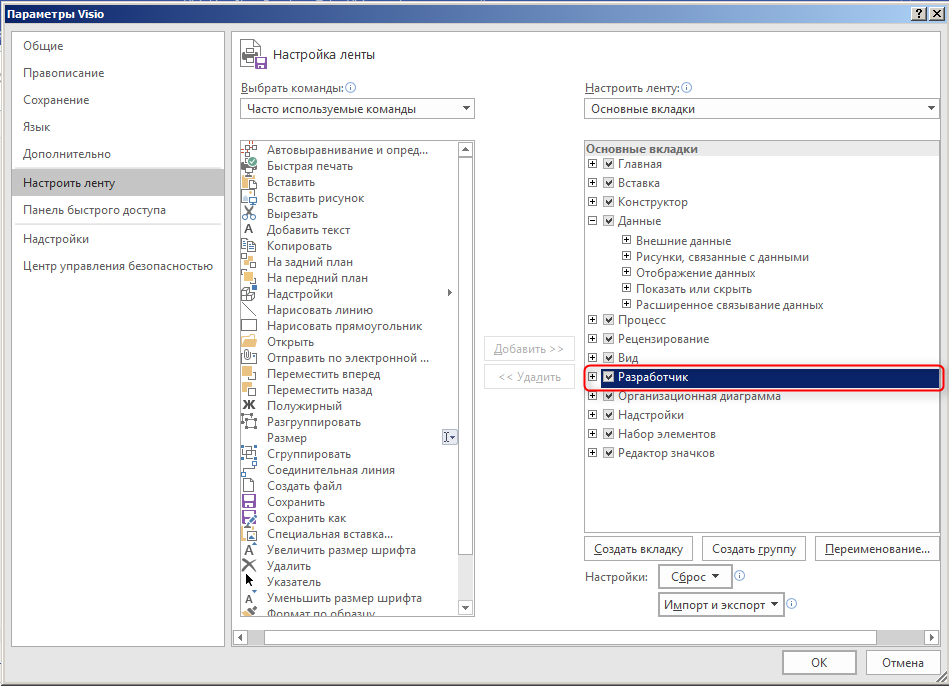 Параметры Visio
Общие
Правописание
Сохранение
Язык
Дополнительно
Настроить ленту
Панель быстрого доступа
Надстройки
Центр управления безопасностью
Настройка ленты
Выбрать команды:
Часто используемые команды
Автовыравнивание и опред...
Быстрая печать
Вставить
Вставить рисунок
Вырезать
Добавить текст
Копировать
На задний план
На передний план
Надстройки
Нарисовать линию
Нарисовать прямоугольник
Открыть
Отправить по электронной ...
Переместить вперед
Переместить назад
Полужирный
Разгруппировать
Размер
Сгруппировать
Соединительная линия
Создать файл
Сохранить
Сохранить как
Специальная вставка...
Увеличить размер шрифта
Удалить
Указатель
Уменьшить размер шрифта
Формат по образцу
Добавить >>
<< Удалить
Настроить ленту:
Основные вкладки
Основные вкладки
Главная
Вставка
Конструктор
Данные
Внешние данные
Рисунки, связанные с данными
Отображение данных
Показать или скрыть
Расширенное связывание данных
Процесс
Рецензирование
Вид
Разработчик
Организационная диаграмма
Надстройки
Набор элементов
Редактор значков
Создать вкладку
Создать группу
Переименование...
Настройки:
Сброс
Импорт и экспорт
ОК
Отмена